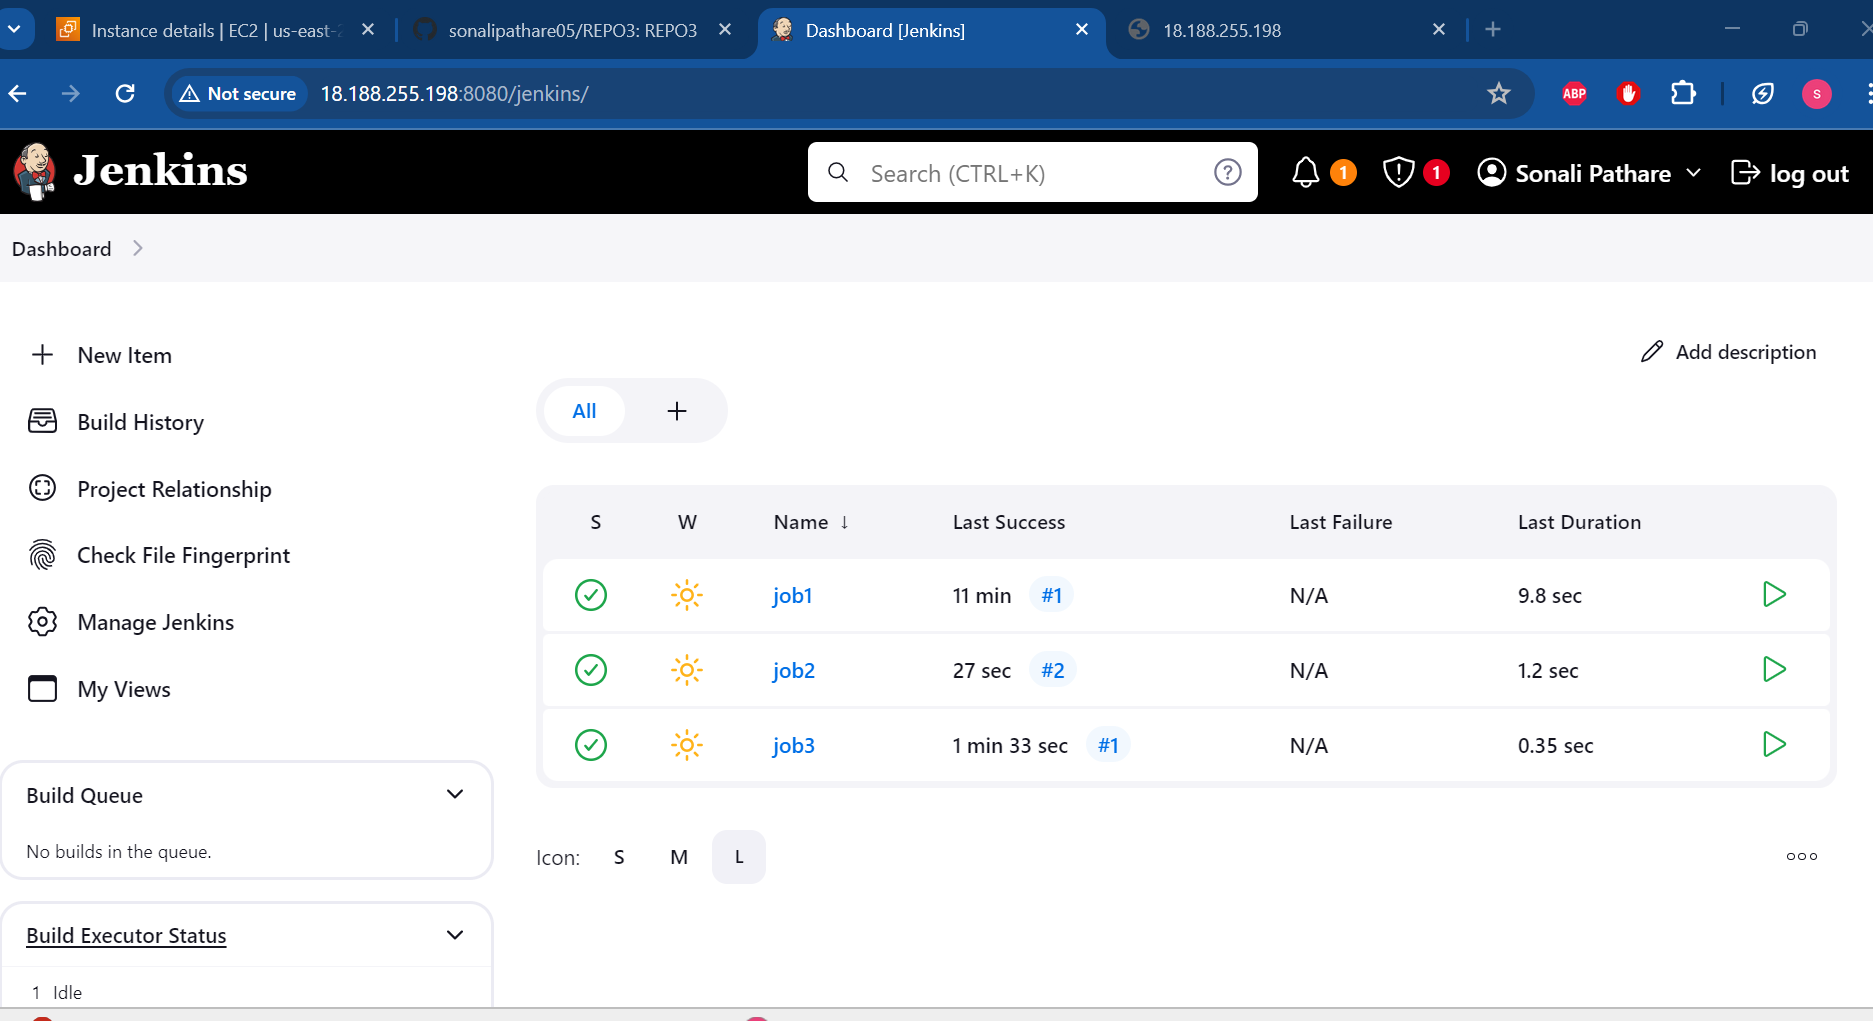 Instance details | EC2 | us-east-2
sonalipathare05/REPO3: REPO3
Dashboard [Jenkins]
18.188.255.198
Not secure
18.188.255.198:8080/jenkins/
ABP
S
Jenkins
Search (CTRL+K)
?
1
1
Sonali Pathare
log out
Dashboard
New Item
Build History
Project Relationship
Check File Fingerprint
Manage Jenkins
My Views
Build Queue
No builds in the queue.
Build Executor Status
1 Idle
Add description
All +
S W Name ↓ Last Success Last Failure Last Duration
job1 11 min #1 N/A 9.8 sec
job2 27 sec #2 N/A 1.2 sec
job3 1 min 33 sec #1 N/A 0.35 sec
Icon: S M L